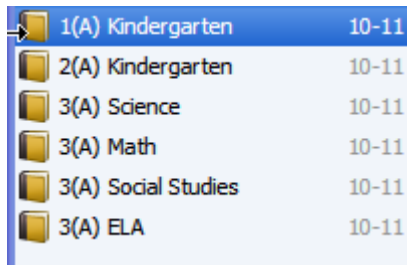 1(A) Kindergarten 10-11
2(A) Kindergarten 10-11
3(A) Science 10-11
3(A) Math 10-11
3(A) Social Studies 10-11
3(A) ELA 10-11